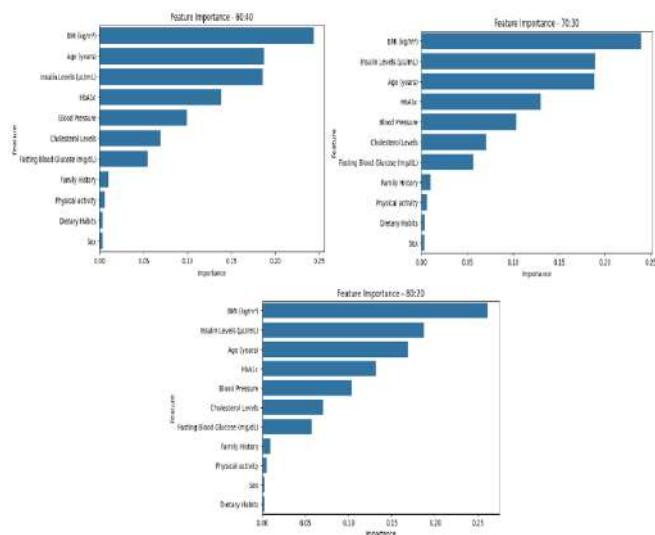 Feature Importance - 60:40
BMI (kg/m²)
Age (years)
Insulin Levels (µU/mL)
HbA1c
Blood Pressure
Cholesterol Levels
Fasting Blood Glucose (mg/dL)
Family History
Physical activity
Dietary Habits
Sex
Feature
0.00 0.05 0.10 0.15 0.20 0.25
Importance
Feature Importance - 70:30
BMI (kg/m²)
Insulin Levels (µU/mL)
Age (years)
HbA1c
Blood Pressure
Cholesterol Levels
Fasting Blood Glucose (mg/dL)
Family History
Physical activity
Dietary Habits
Sex
Feature
0.00 0.05 0.10 0.15 0.20 0.25
Importance
Feature Importance - 80:20
BMI (kg/m²)
Insulin Levels (µU/mL)
Age (years)
HbA1c
Blood Pressure
Cholesterol Levels
Fasting Blood Glucose (mg/dL)
Family History
Physical activity
Sex
Dietary Habits
Feature
0.00 0.05 0.10 0.15 0.20 0.25
Importance